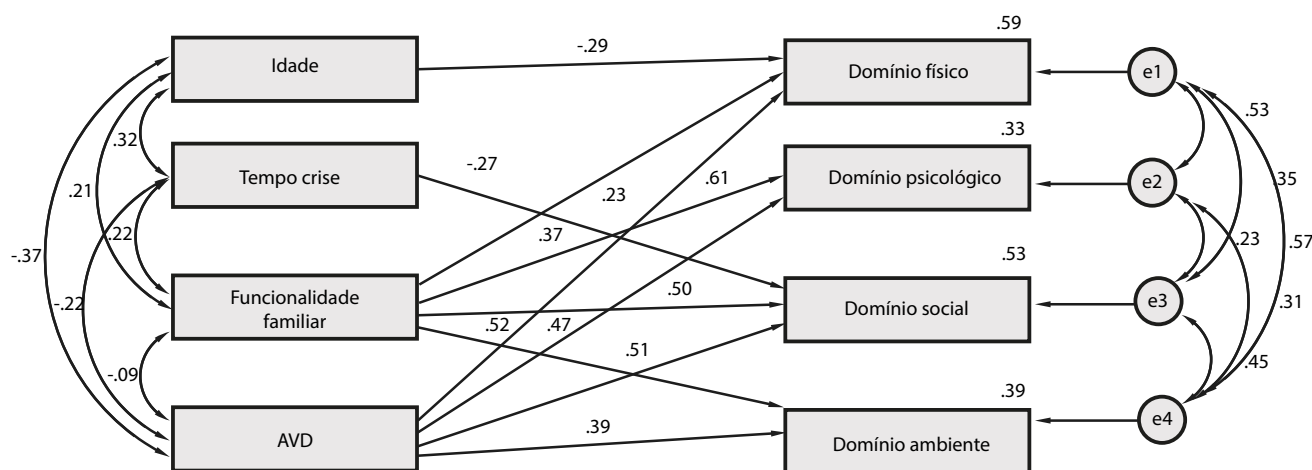 .59
-.29
Idade
Domínio físico
e1
.53
.32
.33
-.27
Tempo crise
.61
Domínio psicológico
e2
.35
.21
.23
.22
.37
.23
.57
-.37
.53
-.22
Funcionalidade
familiar
.50
Domínio social
e3
.31
.52
.47
.51
.45
-.09
.39
AVD
.39
Domínio ambiente
e4